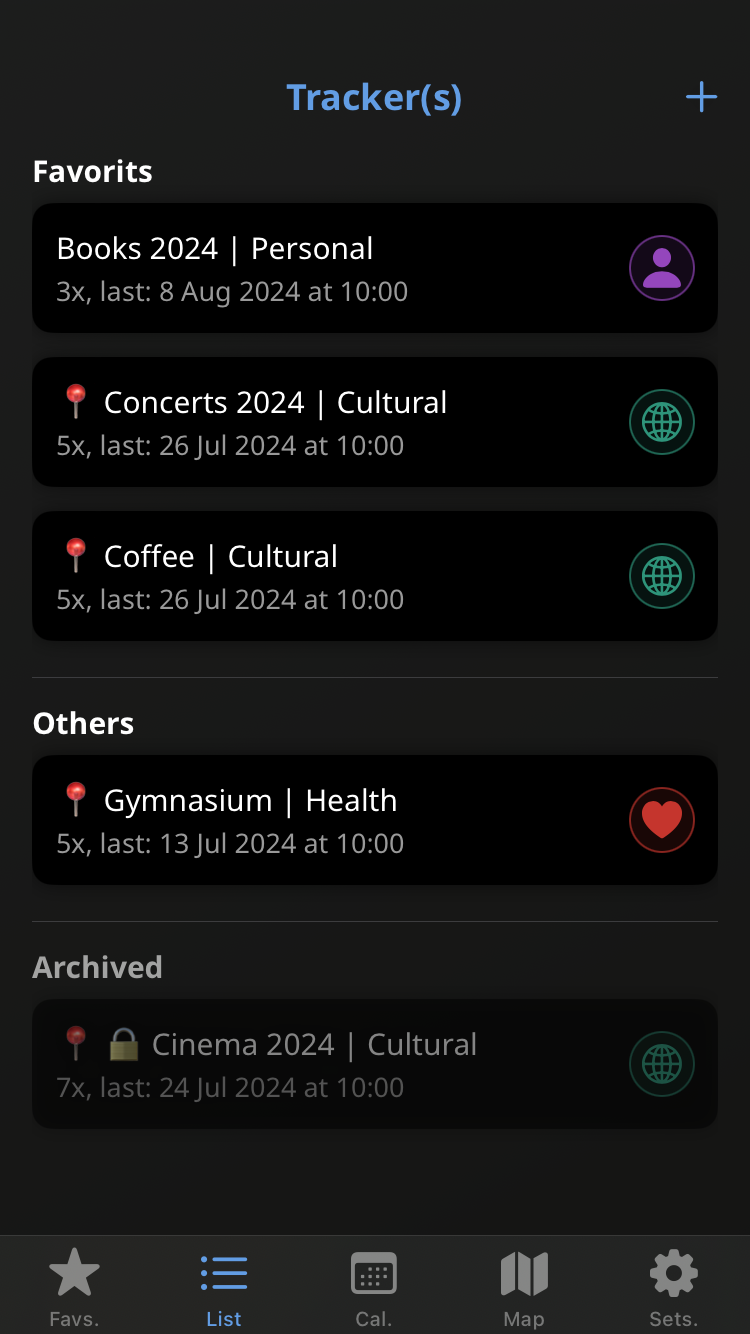 Tracker(s)
Favorits
Books 2024 | Personal
3x, last: 8 Aug 2024 at 10:00
📍 Concerts 2024 | Cultural
5x, last: 26 Jul 2024 at 10:00
📍 Coffee | Cultural
5x, last: 26 Jul 2024 at 10:00
Others
📍 Gymnasium | Health
5x, last: 13 Jul 2024 at 10:00
Archived
📍 🔒 Cinema 2024 | Cultural
7x, last: 24 Jul 2024 at 10:00
Favs. List Cal. Map Sets.